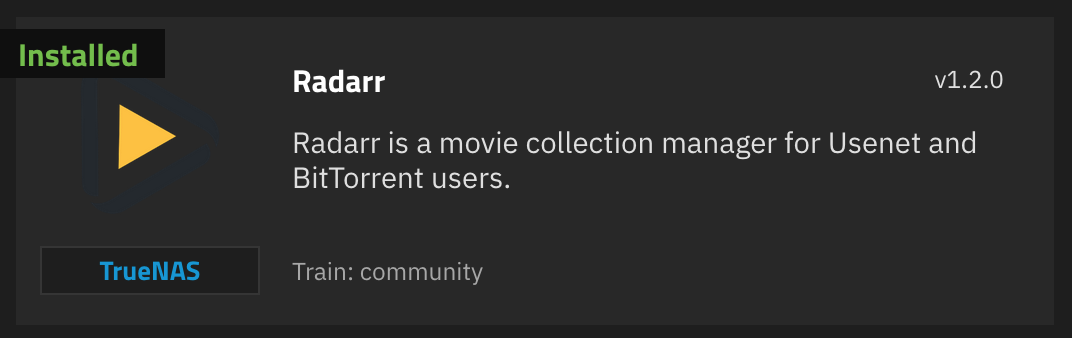 Installed
Radarr
v1.2.0
Radarr is a movie collection manager for Usenet and
BitTorrent users.
TrueNAS
Train: community